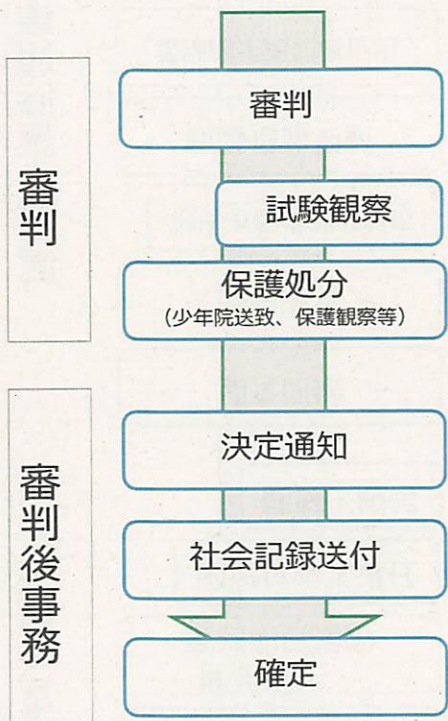 審判
審判
試験観察
保護処分
(少年院送致、保護観察等)
審判後事務
決定通知
社会記録送付
確定